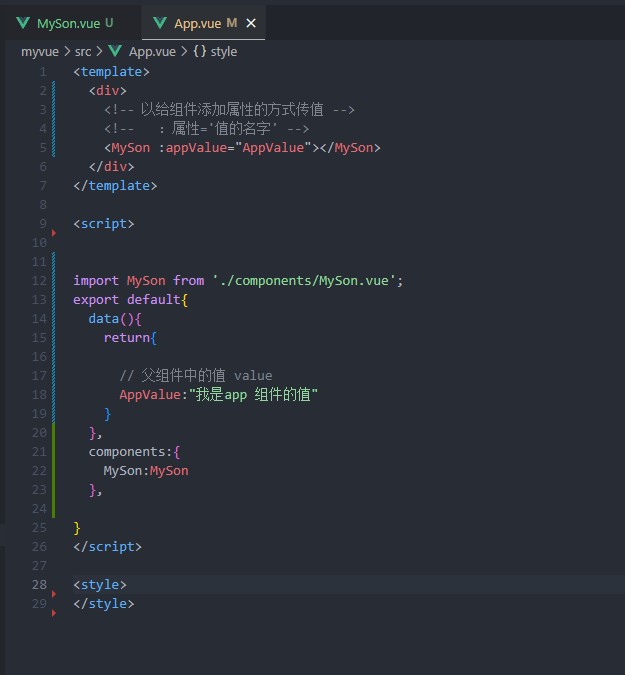 MySon.vue U
App.vue M ×
myvue > src > App.vue > {} style
1 <template>
2 <div>
3 <!-- 以给组件添加属性的方式传值 -->
4 <!-- : 属性='值的名字' -->
5 <MySon :appValue="AppValue"></MySon>
6 </div>
7 </template>
8
9 <script>
10
11
12 import MySon from './components/MySon.vue';
13 export default{
14 data(){
15 return{
16
17 // 父组件中的值 value
18 AppValue:"我是app 组件的值"
19 }
20 },
21 components:{
22 MySon:MySon
23 },
24
25 }
26 </script>
27
28 <style>
29 </style>